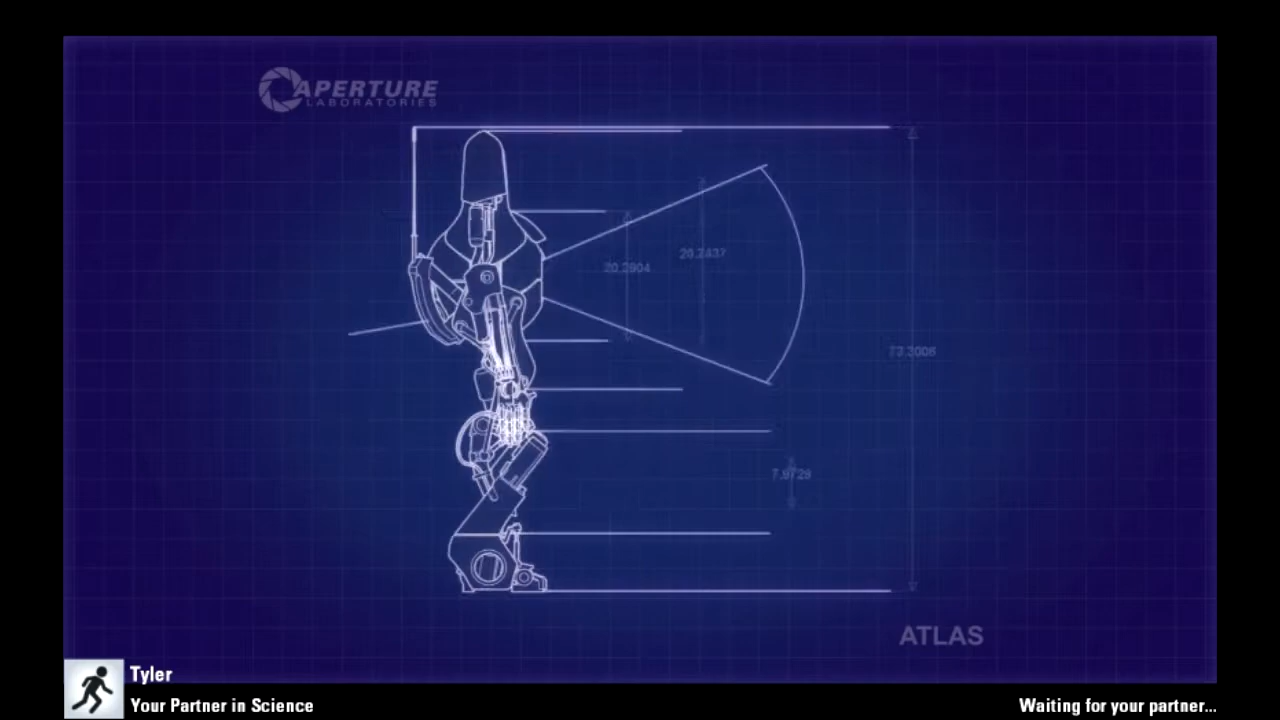 APERTURE
LABORATORIES
20.2904
26.2437
73.3006
7.9729
ATLAS
Tyler
Your Partner in Science
Waiting for your partner...